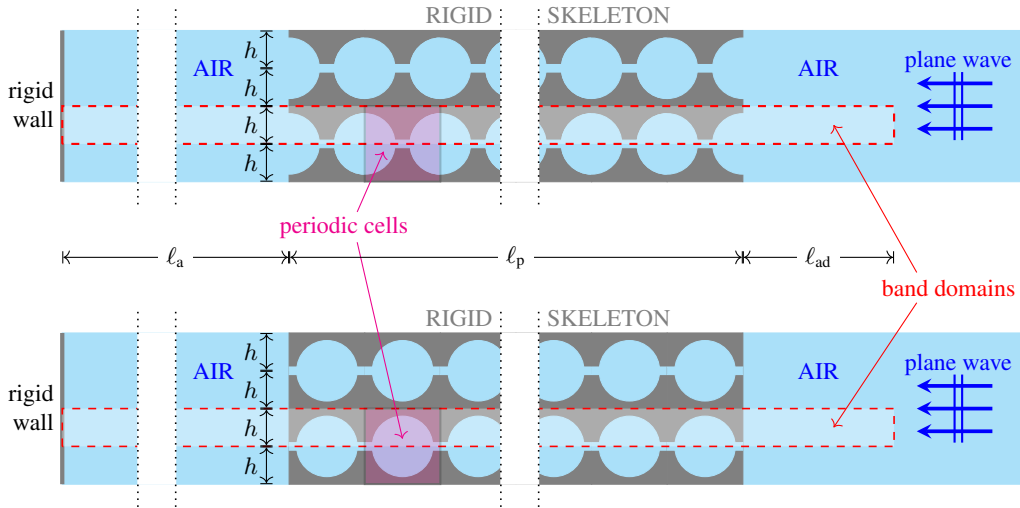 RIGID SKELETON
rigid
wall
AIR
h
h
h
h
AIR
plane wave
periodic cells
ℓa
ℓp
ℓad
band domains
RIGID SKELETON
rigid
wall
AIR
h
h
h
h
AIR
plane wave